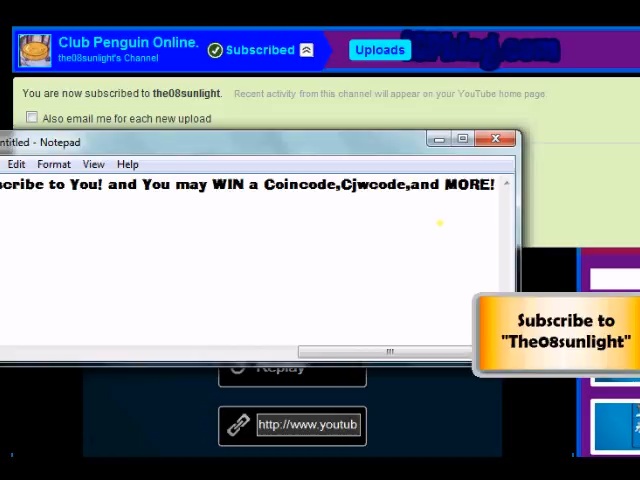 Club Penguin Online.
the08sunlight's Channel
Subscribed
Uploads
You are now subscribed to the08sunlight. Recent activity from this channel will appear on your YouTube home page
Also email me for each new upload
ntitled - Notepad
Edit Format View Help
scribe to You! and You may WIN a Coincode,Cjwcode,and MORE!
Subscribe to
"The08sunlight"
Replay
http://www.youtub